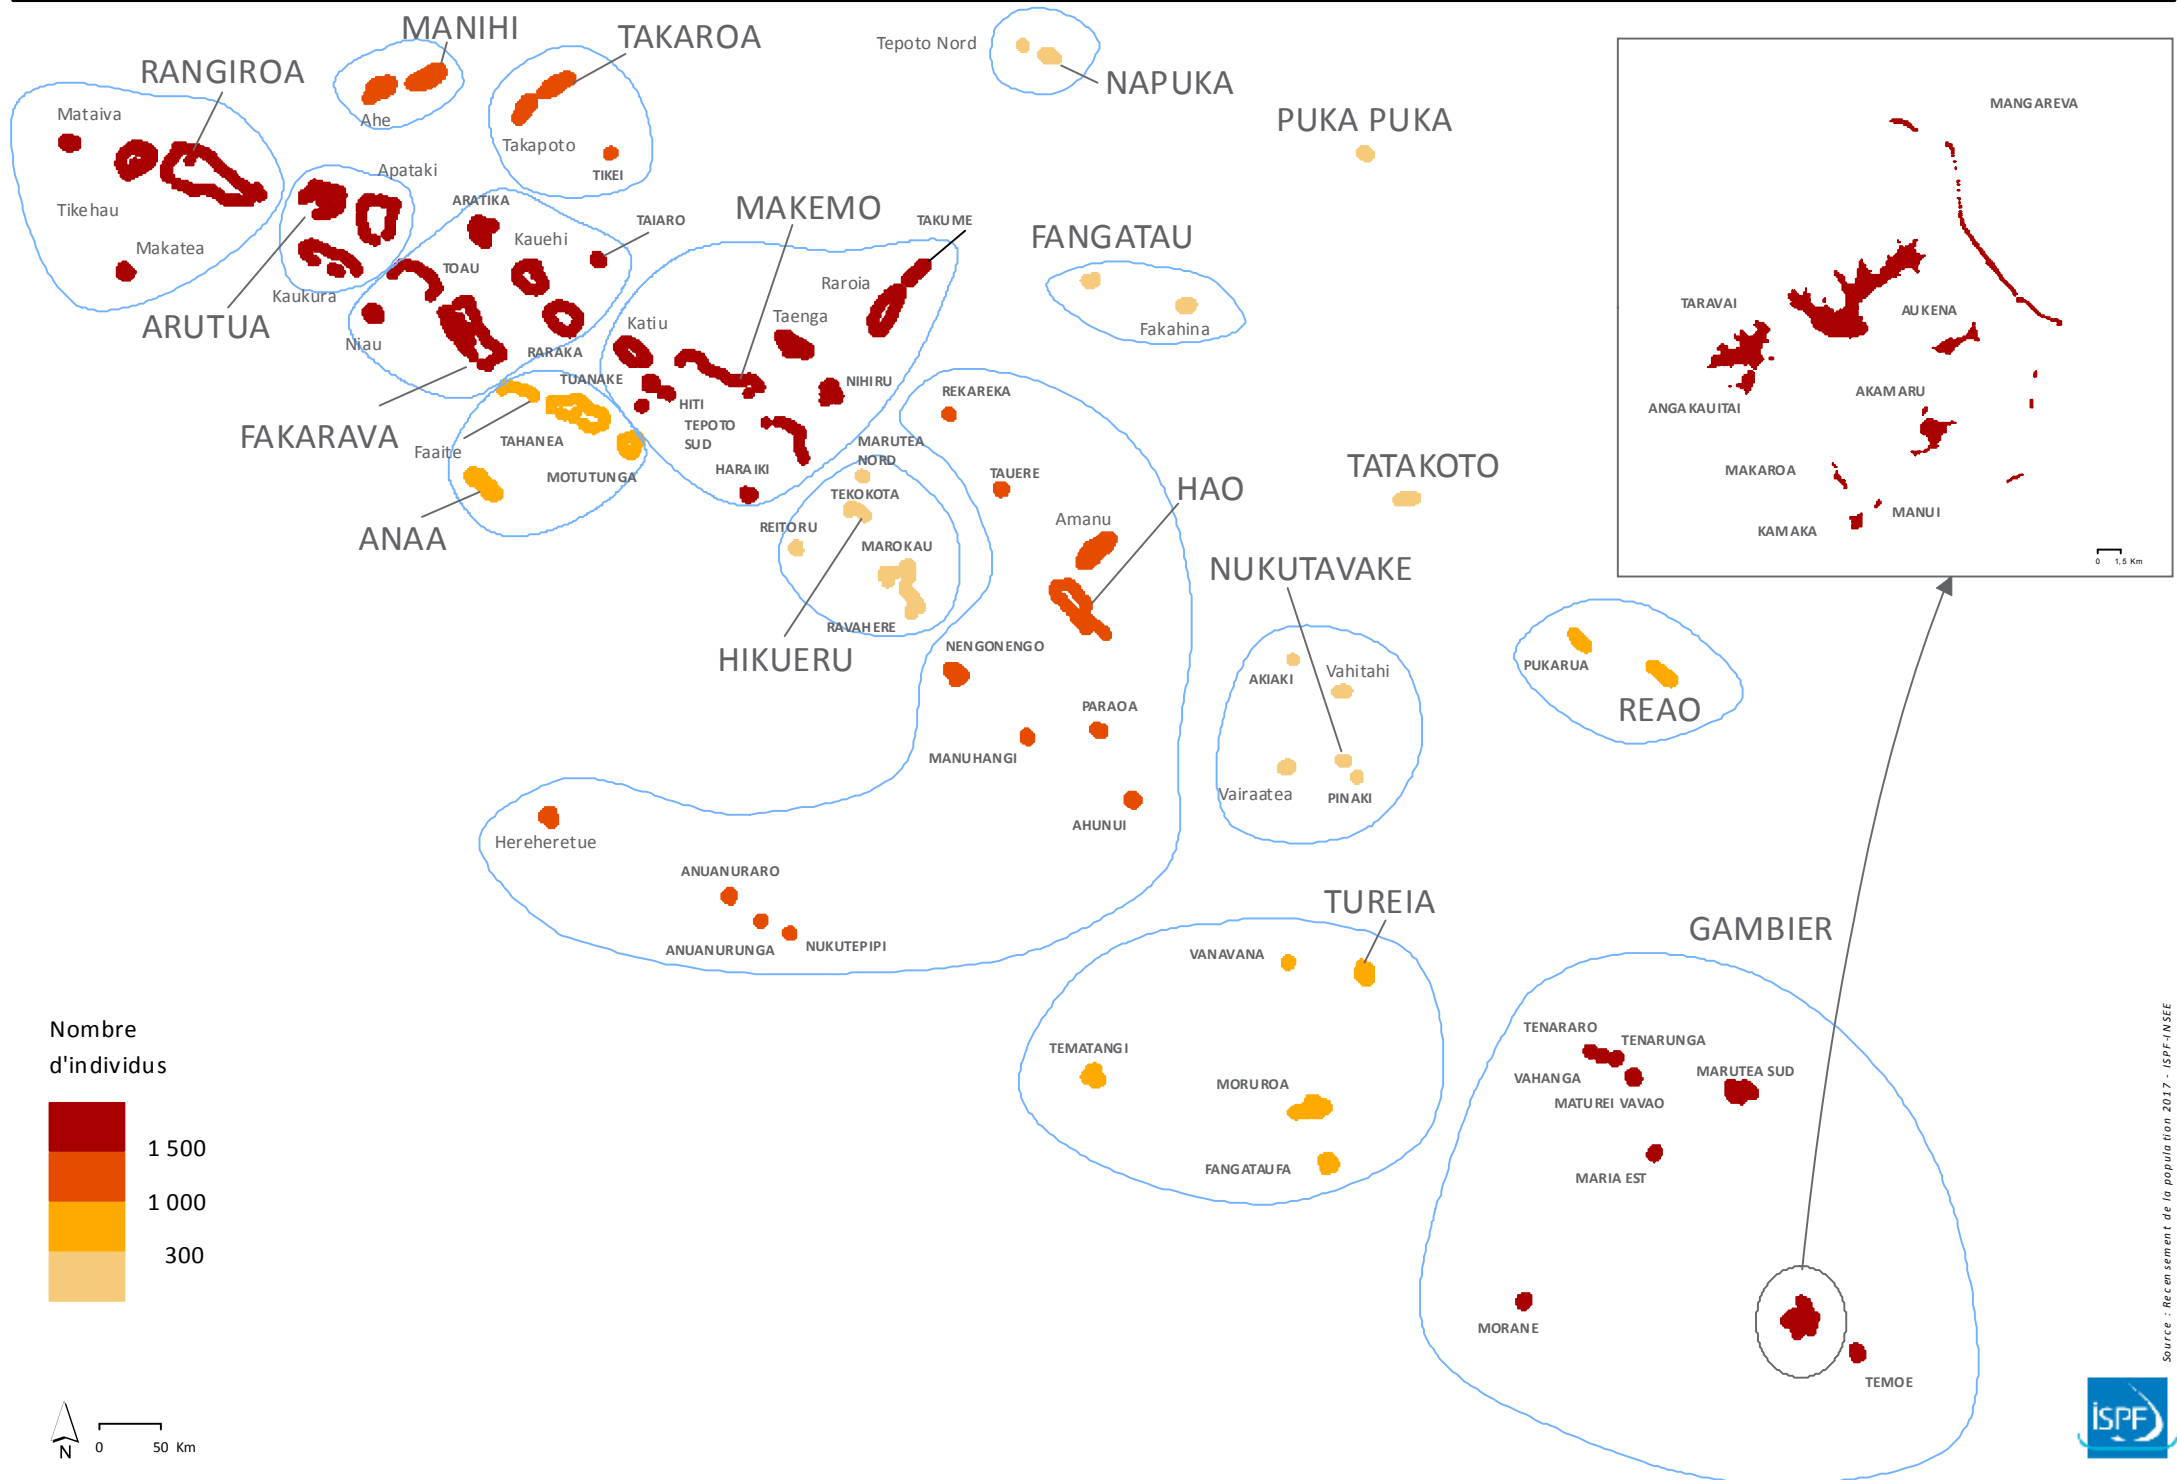 MANIHI
TAKAROA
Tepoto Nord
NAPUKA
RANGIROA
Mataiva
Ahe
Takapoto
TIKEI
PUKA PUKA
MANGAREVA
Apataki
Tikehau
Makatea
ARATIKA
Kauehi
TAIARO
MAKEMO
TAKUME
FANGATAU
TOAU
Kaukura
ARUTUA
Niau
Raroia
Taenga
Katiu
Fakahina
TARAVAI
AUKENA
RARAKA
TUANAKE
HITI
TEPOTO
SUD
NIHIRU
REKAREKA
ANGAKAUITAI
AKAMARU
FAKARAVA
Faaite
TAHANEA
MOTUTUNGA
HARAIKI
MARUTEA
NORD
TAUERE
TATAKOTO
MAKAROA
HAO
TEKOKOTA
REITORU
MAROKAU
Amanu
ANAA
MANUI
KAMAKA
0 1,5 Km
NUKUTAVAKE
RAVAHERE
HIKUERU
NENGONENGO
AKIAKI
Vahitahi
PUKARUA
REAO
PARAOA
MANUHANGI
Vairaatea
PINAKI
AHUNUI
Hereheretue
ANUANURARO
ANUANURUNGA
NUKUTEPIPI
TUREIA
VANAVANA
GAMBIER
TEMATANGI
MORUROA
FANGATAUFA
TENARARO
TENARUNGA
VAHANGA
MATUREI VAVAO
MARUTEA SUD
MARIA EST
MORANE
TEMOE
Nombre
d'individus
1 500
1 000
300
N
0 50 Km
Source : Recensement de la population 2017 - ISPF-INSEE
iSPF